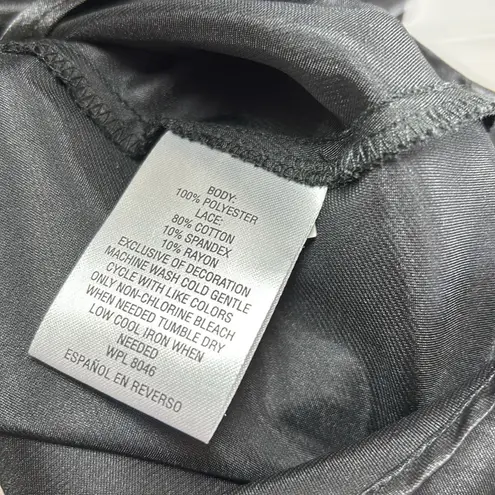 BODY:
100% POLYESTER
LACE:
80% COTTON
10% SPANDEX
10% RAYON
EXCLUSIVE OF DECORATION
MACHINE WASH COLD GENTLE
CYCLE WITH LIKE COLORS
ONLY NON-CHLORINE BLEACH
WHEN NEEDED TUMBLE DRY
LOW COOL IRON WHEN
NEEDED
WPL 8046
ESPAÑOL EN REVERSO